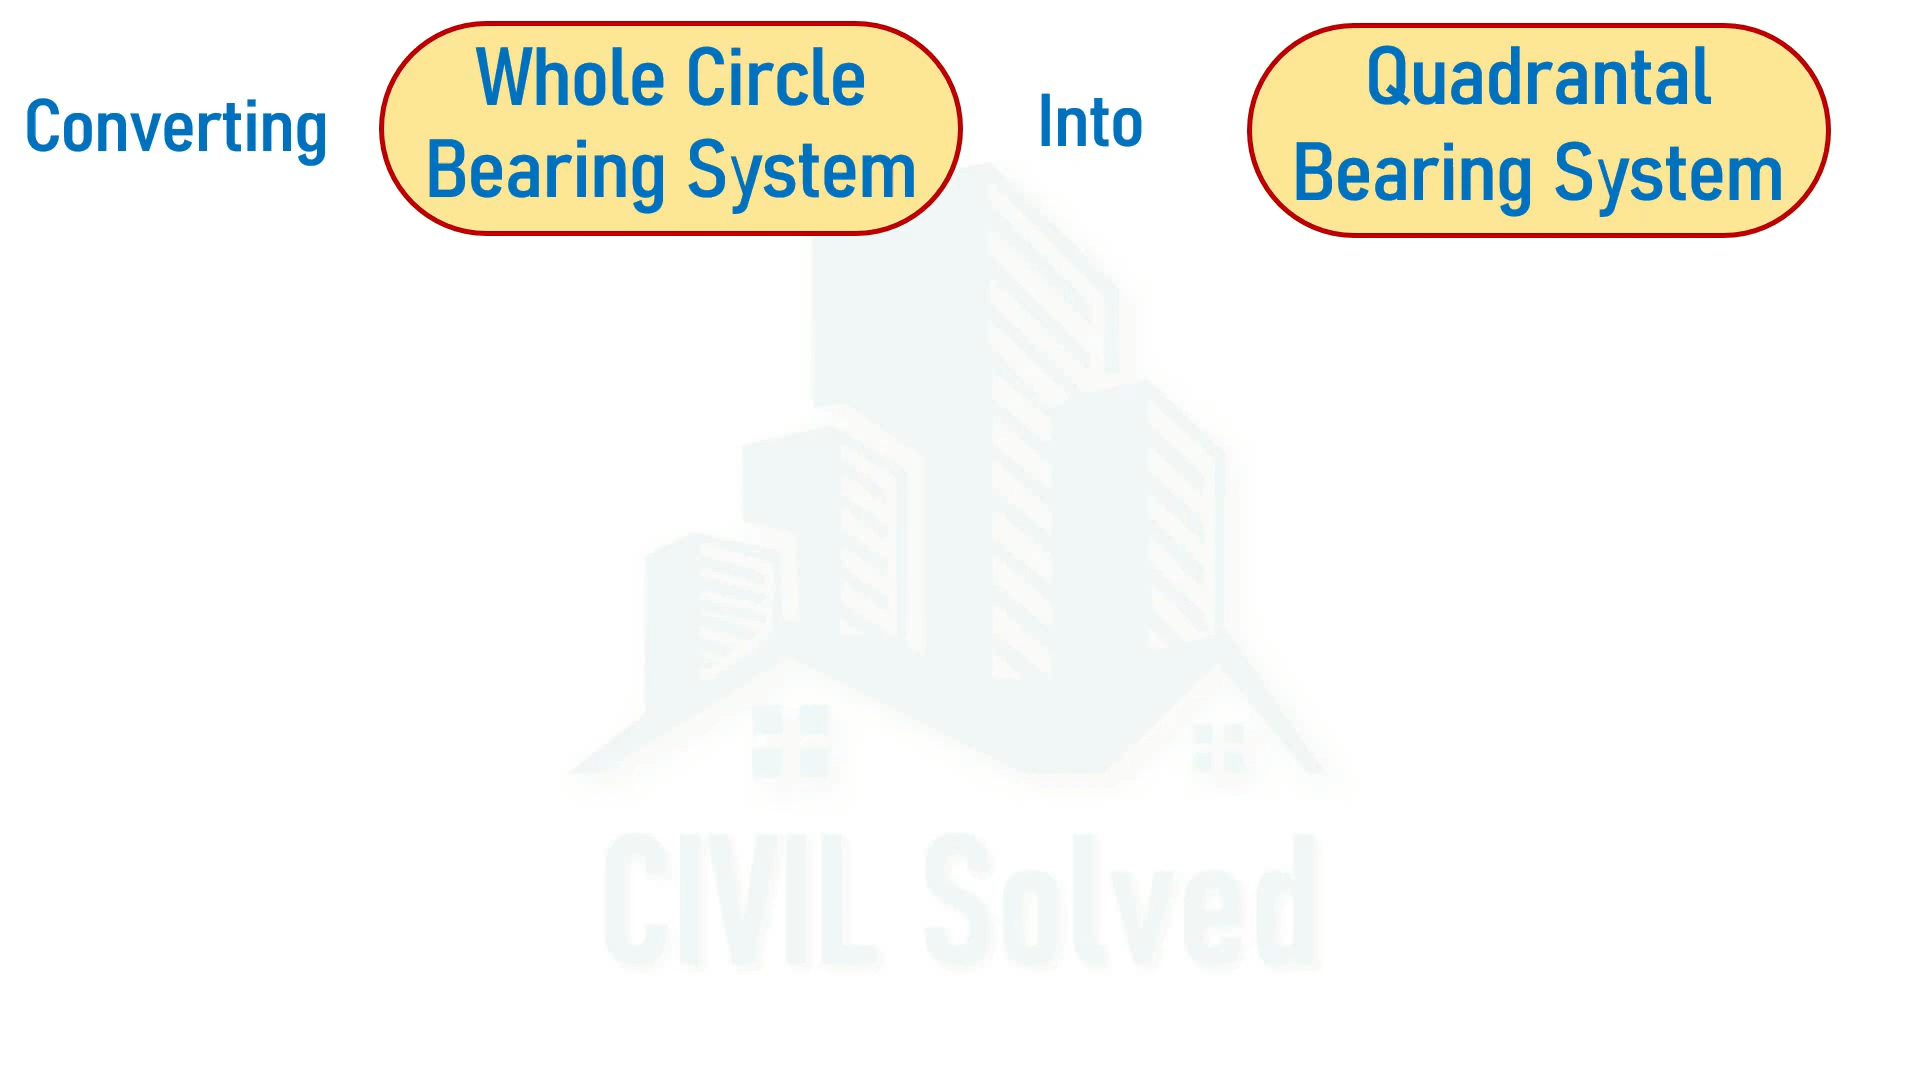 Converting
Whole Circle
Bearing System
Into
Quadrantal
Bearing System
CIVIL Solved